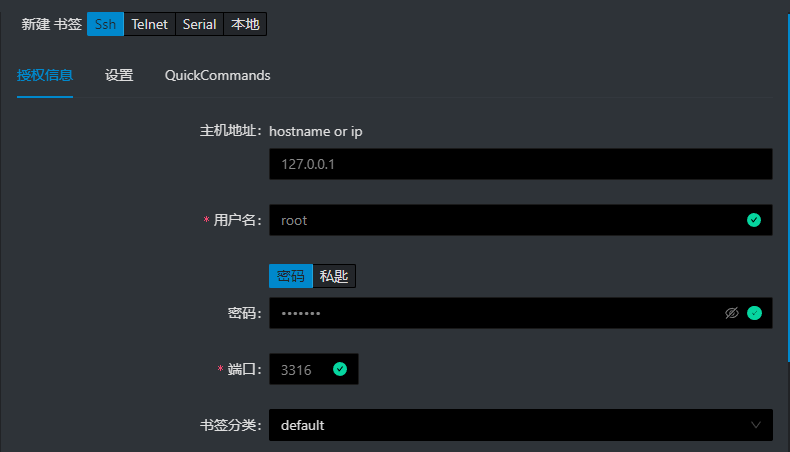 新建 书签 Ssh Telnet Serial 本地
授权信息 设置 QuickCommands
主机地址： hostname or ip
127.0.0.1
* 用户名： root
密码 私匙
密码： •••••••
* 端口： 3316
书签分类： default